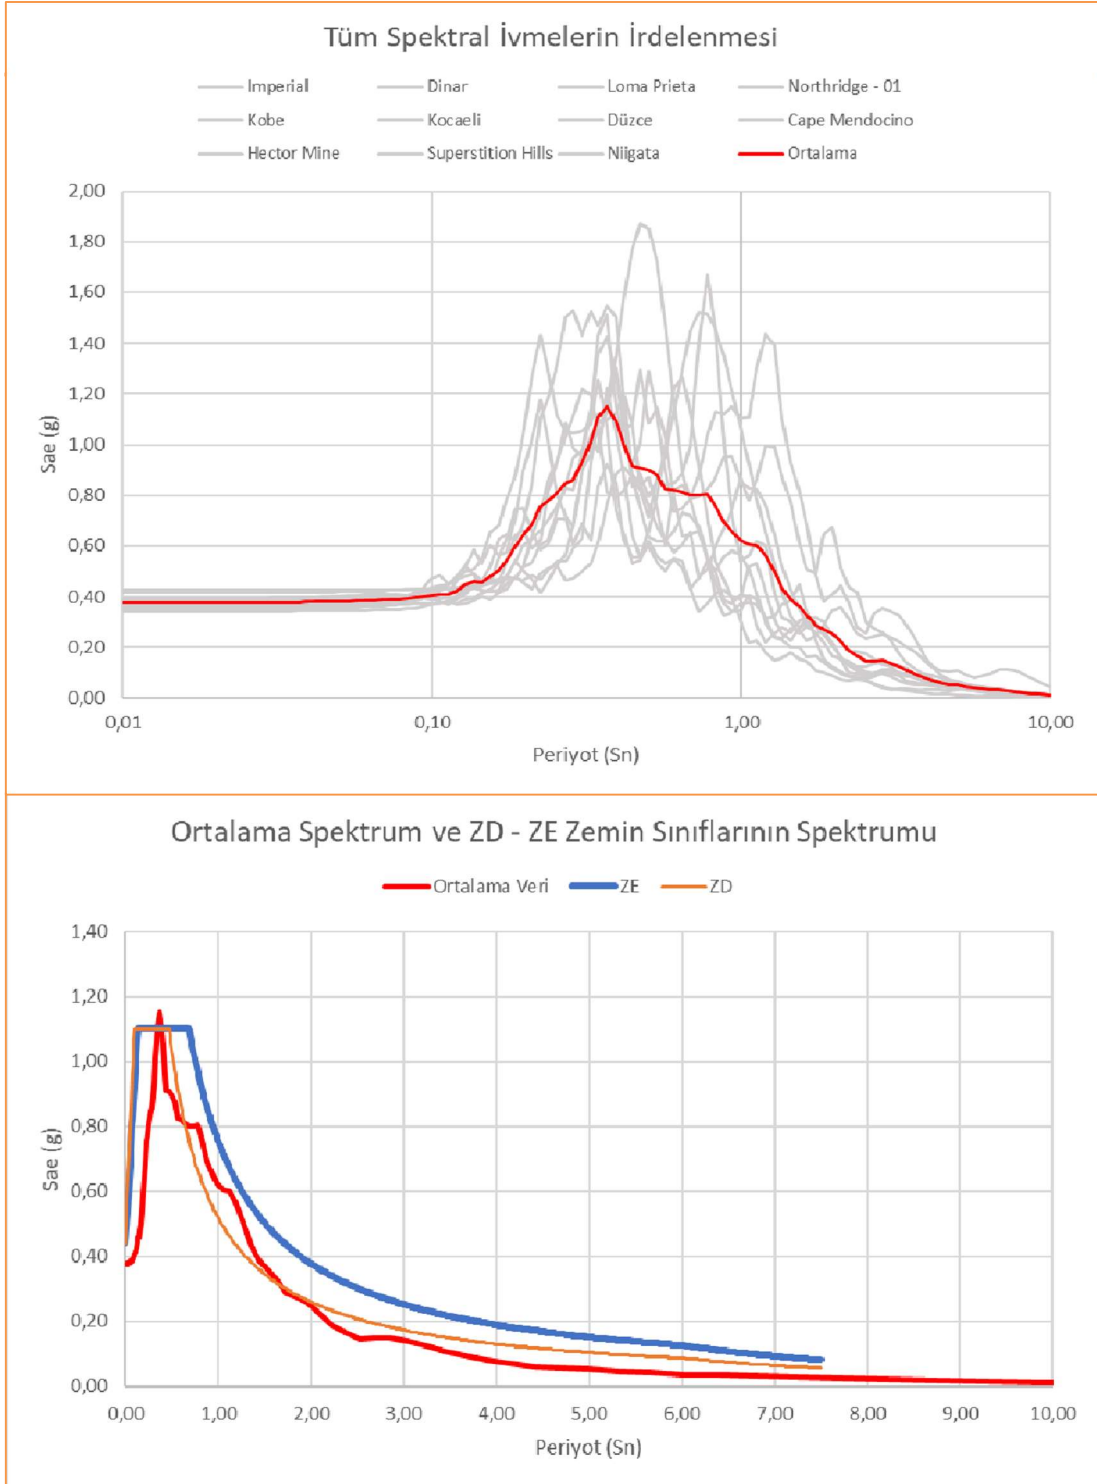 Tüm Spektral İvmelerin İrdelenmesi
Imperial Dinar Loma Prieta Northridge - 01
Kobe Kocaeli Düzce Cape Mendocino
Hector Mine Superstition Hills Niigata Ortalama
2,00
1,80
1,60
1,40
1,20
1,00
0,80
0,60
0,40
0,20
0,00
Sae (g)
0,01 0,10 1,00 10,00
Periyot (Sn)
Ortalama Spektrum ve ZD - ZE Zemin Sınıflarının Spektrumu
Ortalama Veri ZE ZD
1,40
1,20
1,00
0,80
0,60
0,40
0,20
0,00
Sae (g)
0,00 1,00 2,00 3,00 4,00 5,00 6,00 7,00 8,00 9,00 10,00
Periyot (Sn)